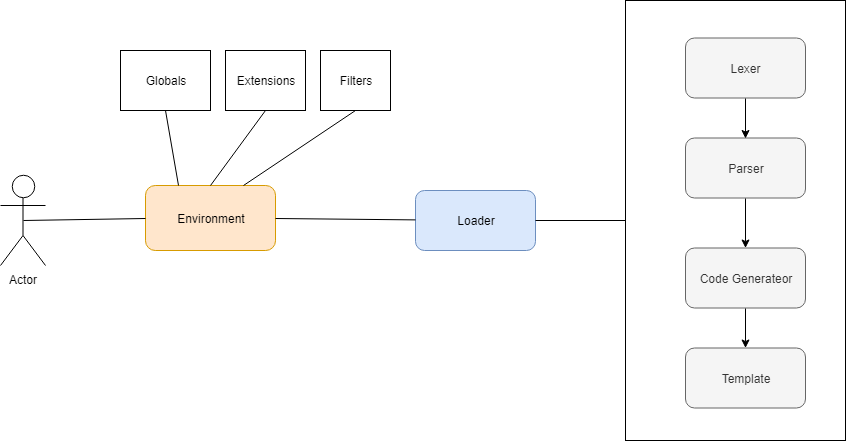 Globals
Extensions
Filters
Actor
Environment
Loader
Lexer
Parser
Code Generateor
Template